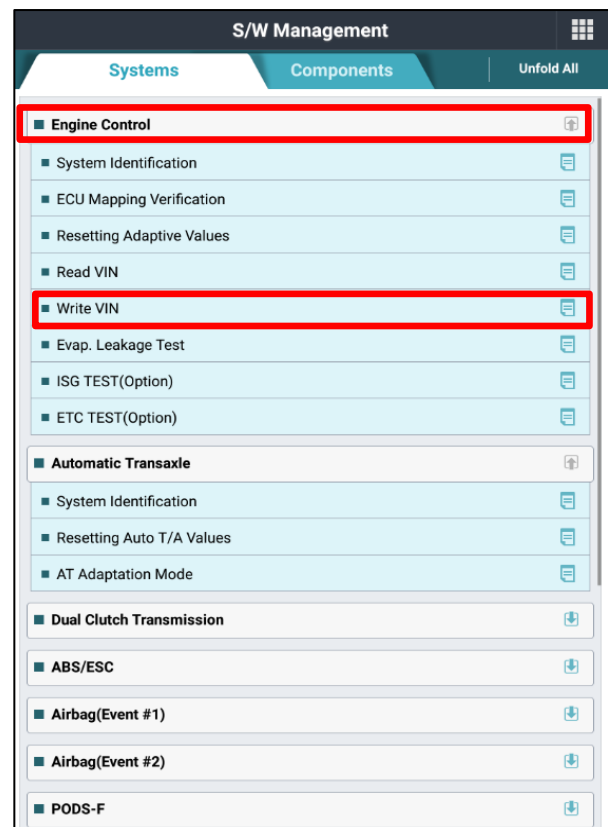 S/W Management
Systems
Components
Unfold All
Engine Control
System Identification
ECU Mapping Verification
Resetting Adaptive Values
Read VIN
Write VIN
Evap. Leakage Test
ISG TEST(Option)
ETC TEST(Option)
Automatic Transaxle
System Identification
Resetting Auto T/A Values
AT Adaptation Mode
Dual Clutch Transmission
ABS/ESC
Airbag(Event #1)
Airbag(Event #2)
PODS-F